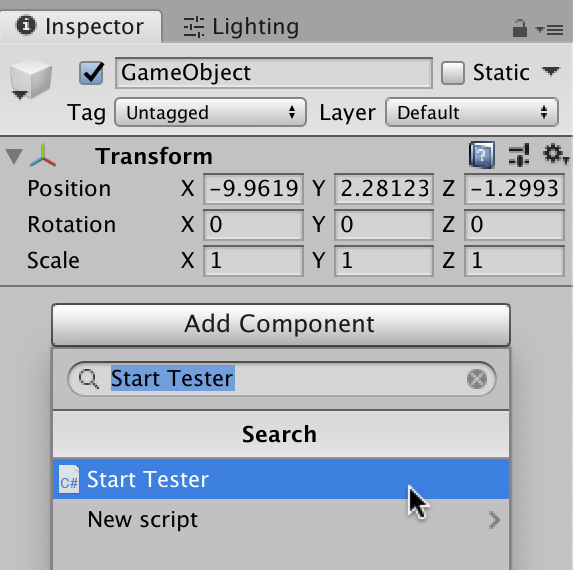 Inspector Lighting
GameObject Static
Tag Untagged Layer Default
Transform ?
Position X -9.9619 Y 2.28123 Z -1.2993
Rotation X 0 Y 0 Z 0
Scale X 1 Y 1 Z 1
Add Component
Start Tester
Search
C# Start Tester
New script